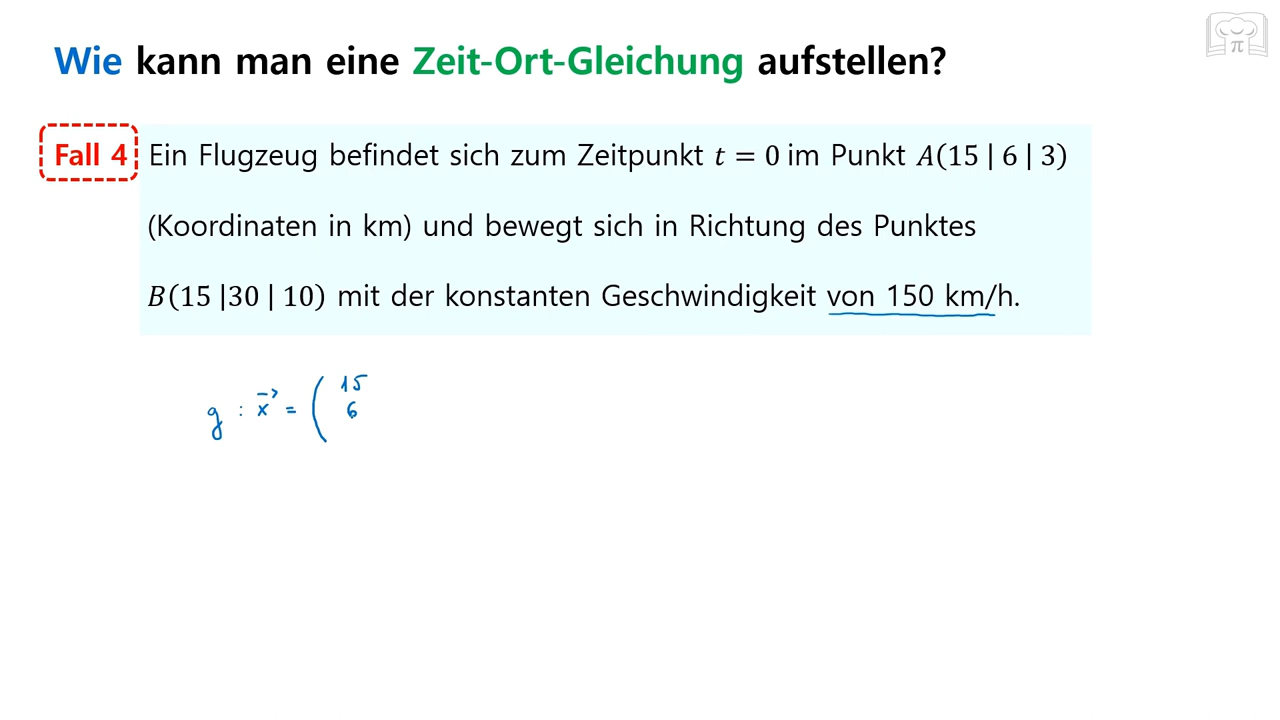 Wie kann man eine Zeit-Ort-Gleichung aufstellen?
Fall 4 Ein Flugzeug befindet sich zum Zeitpunkt t = 0 im Punkt A(15 | 6 | 3)
(Koordinaten in km) und bewegt sich in Richtung des Punktes
B(15 |30 | 10) mit der konstanten Geschwindigkeit von 150 km/h.
15
g : x⃗ = ( 6